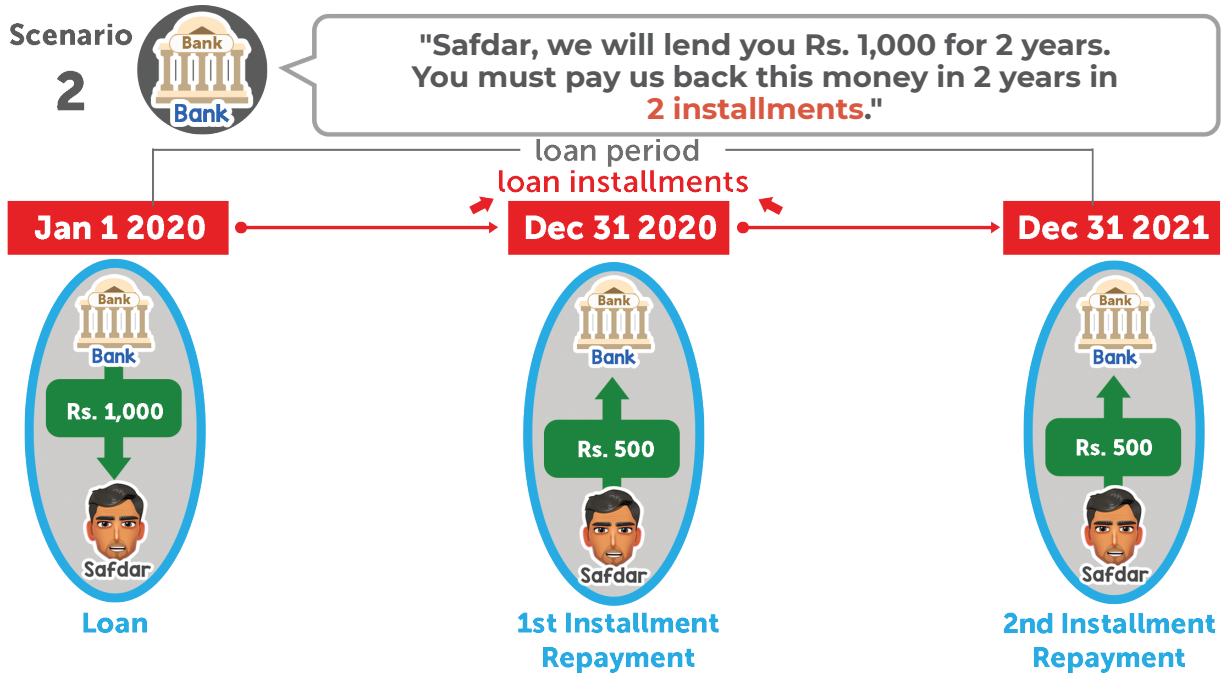 Scenario
2
Bank
Bank
"Safdar, we will lend you Rs. 1,000 for 2 years.
You must pay us back this money in 2 years in
2 installments."
loan period
loan installments
Jan 1 2020
Dec 31 2020
Dec 31 2021
Bank
Bank
Rs. 1,000
Safdar
Loan
Bank
Bank
Rs. 500
Safdar
1st Installment
Repayment
Bank
Bank
Rs. 500
Safdar
2nd Installment
Repayment